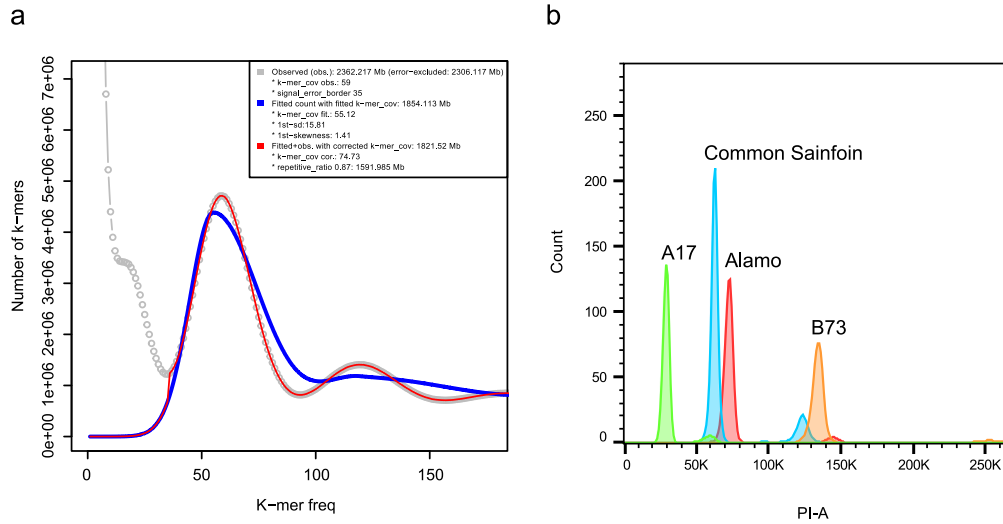 a
Number of k-mers
0e+00 1e+06 2e+06 3e+06 4e+06 5e+06 6e+06 7e+06
Observed (obs.): 2362.217 Mb (error-excluded: 2306.117 Mb)
* k-mer_cov obs.: 59
* signal_error_border 35
Fitted count with fitted k-mer_cov: 1854.113 Mb
* k-mer_cov fit.: 55.12
* 1st-sd:15.81
* 1st-skewness: 1.41
Fitted+obs. with corrected k-mer_cov: 1821.52 Mb
* k-mer_cov cor.: 74.73
* repetitive_ratio 0.87: 1591.985 Mb
0 50 100 150
K-mer freq
b
Count
250
200
150
100
50
0
Common Sainfoin
A17
Alamo
B73
0 50K 100K 150K 200K 250K
PI-A